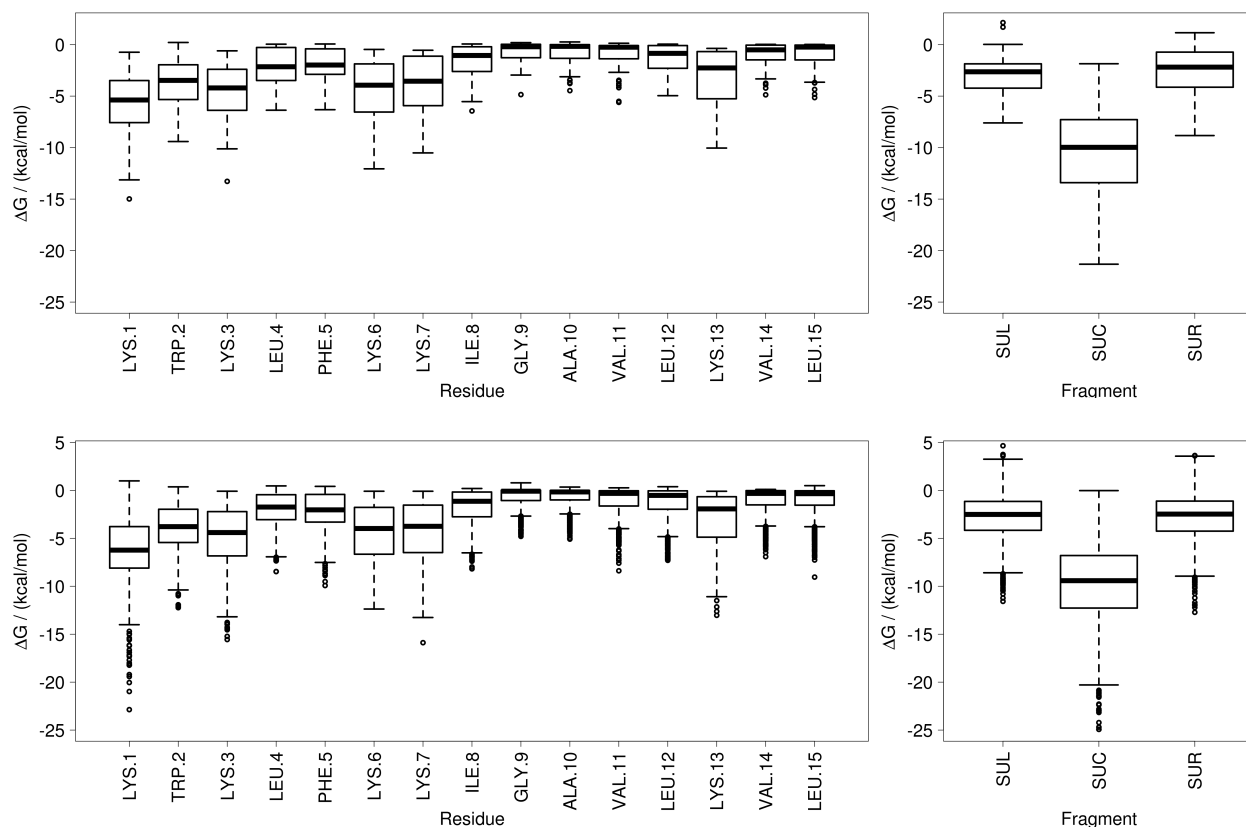 ΔG / (kcal/mol)
0
-5
-10
-15
-20
-25
LYS.1
TRP.2
LYS.3
LEU.4
PHE.5
LYS.6
LYS.7
ILE.8
GLY.9
ALA.10
VAL.11
LEU.12
LYS.13
VAL.14
LEU.15
Residue
ΔG / (kcal/mol)
0
-5
-10
-15
-20
-25
SUL
SUC
SUR
Fragment
ΔG / (kcal/mol)
5
0
-5
-10
-15
-20
-25
LYS.1
TRP.2
LYS.3
LEU.4
PHE.5
LYS.6
LYS.7
ILE.8
GLY.9
ALA.10
VAL.11
LEU.12
LYS.13
VAL.14
LEU.15
Residue
ΔG / (kcal/mol)
5
0
-5
-10
-15
-20
-25
SUL
SUC
SUR
Fragment